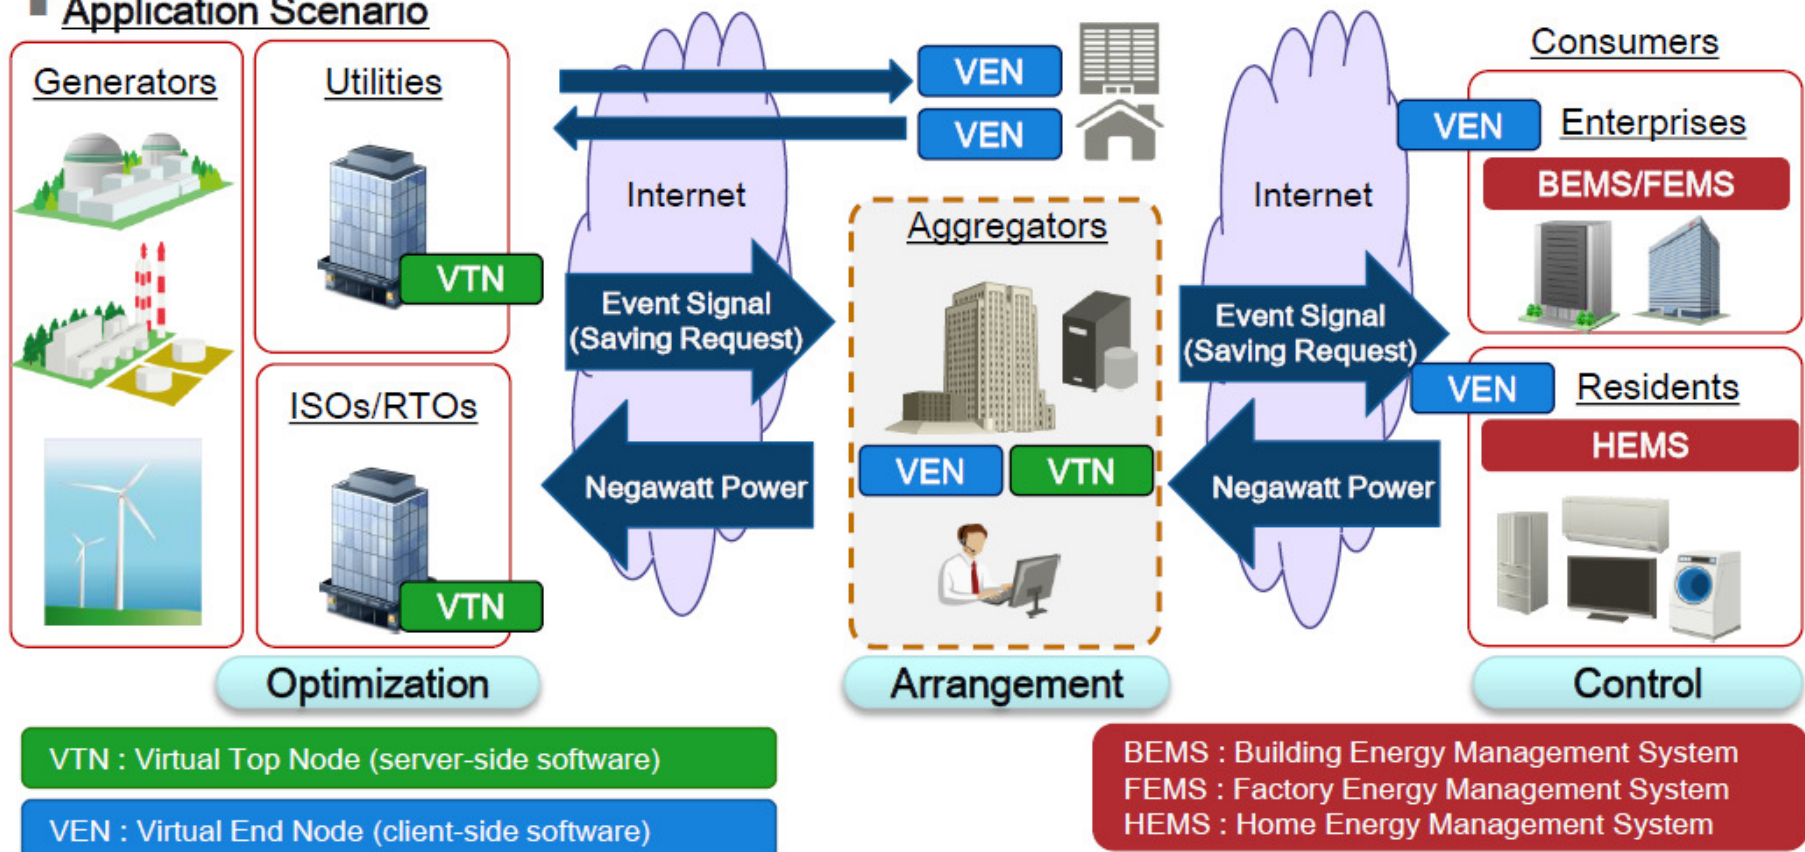 Application Scenario
Generators
Utilities
VTN
ISOs/RTOs
VTN
Optimization
Internet
VEN
VEN
Event Signal
(Saving Request)
Negawatt Power
Aggregators
VEN
VTN
Arrangement
Internet
Event Signal
(Saving Request)
Negawatt Power
Consumers
VEN
Enterprises
BEMS/FEMS
VEN
Residents
HEMS
Control
VTN : Virtual Top Node (server-side software)
VEN : Virtual End Node (client-side software)
BEMS : Building Energy Management System
FEMS : Factory Energy Management System
HEMS : Home Energy Management System